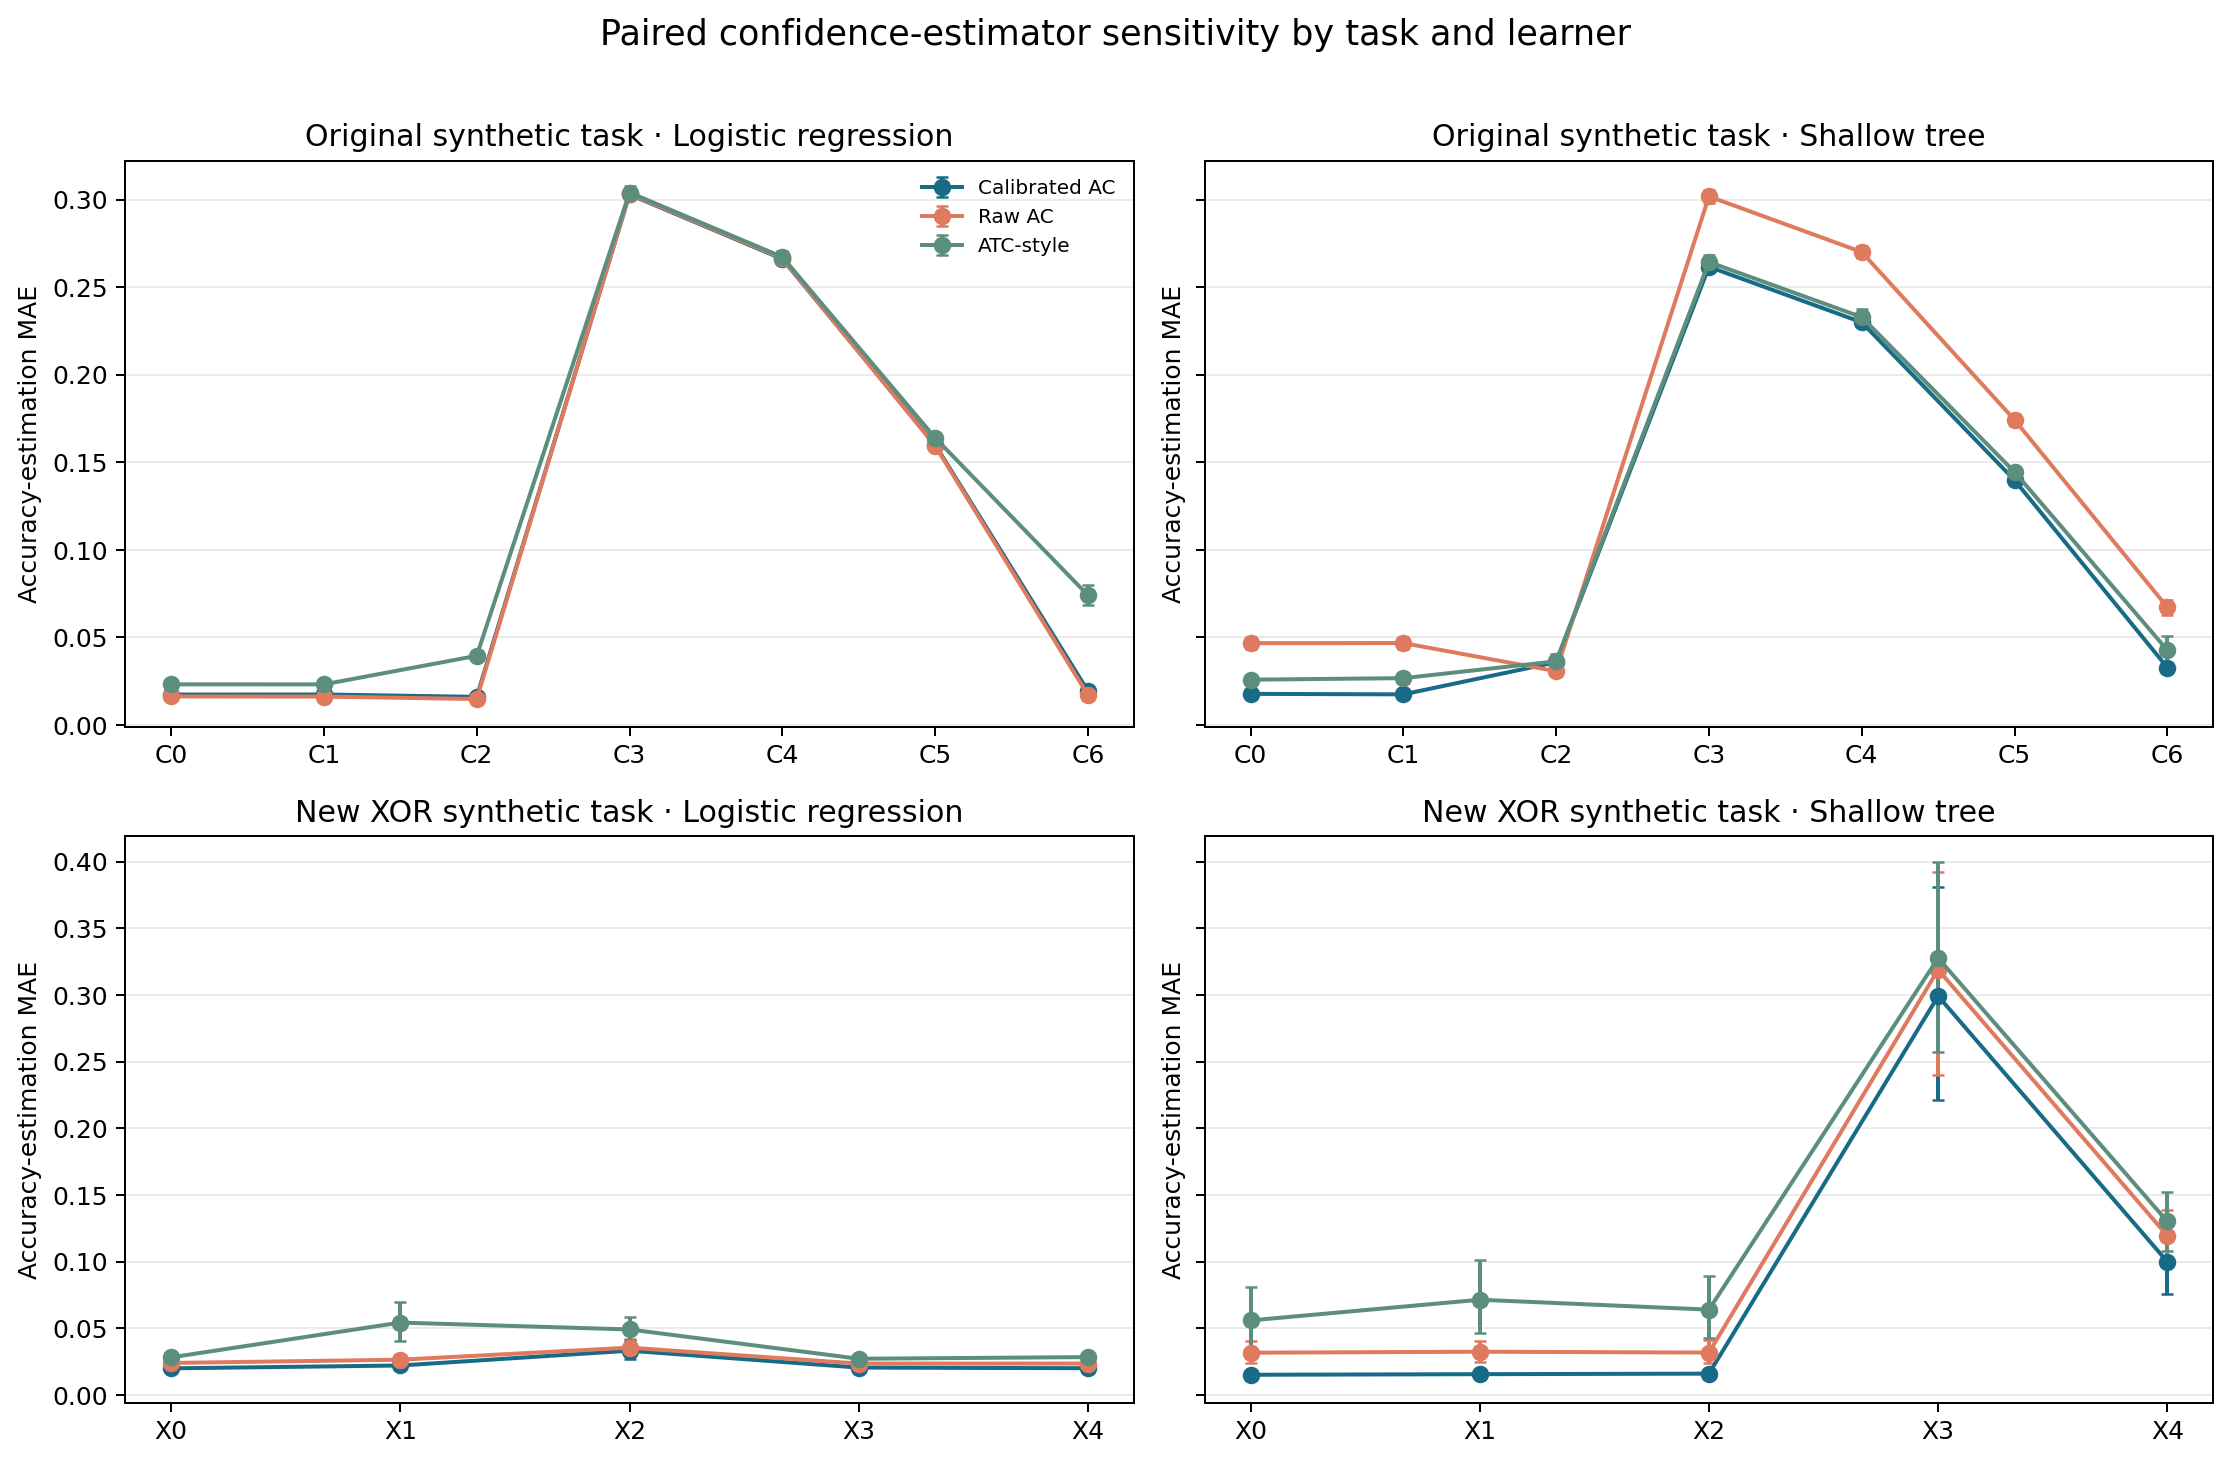 Paired confidence-estimator sensitivity by task and learner
Original synthetic task · Logistic regression
Accuracy-estimation MAE
0.30
0.25
0.20
0.15
0.10
0.05
0.00
Calibrated AC
Raw AC
ATC-style
C0 C1 C2 C3 C4 C5 C6
Original synthetic task · Shallow tree
Accuracy-estimation MAE
C0 C1 C2 C3 C4 C5 C6
New XOR synthetic task · Logistic regression
Accuracy-estimation MAE
0.40
0.35
0.30
0.25
0.20
0.15
0.10
0.05
0.00
X0 X1 X2 X3 X4
New XOR synthetic task · Shallow tree
Accuracy-estimation MAE
X0 X1 X2 X3 X4